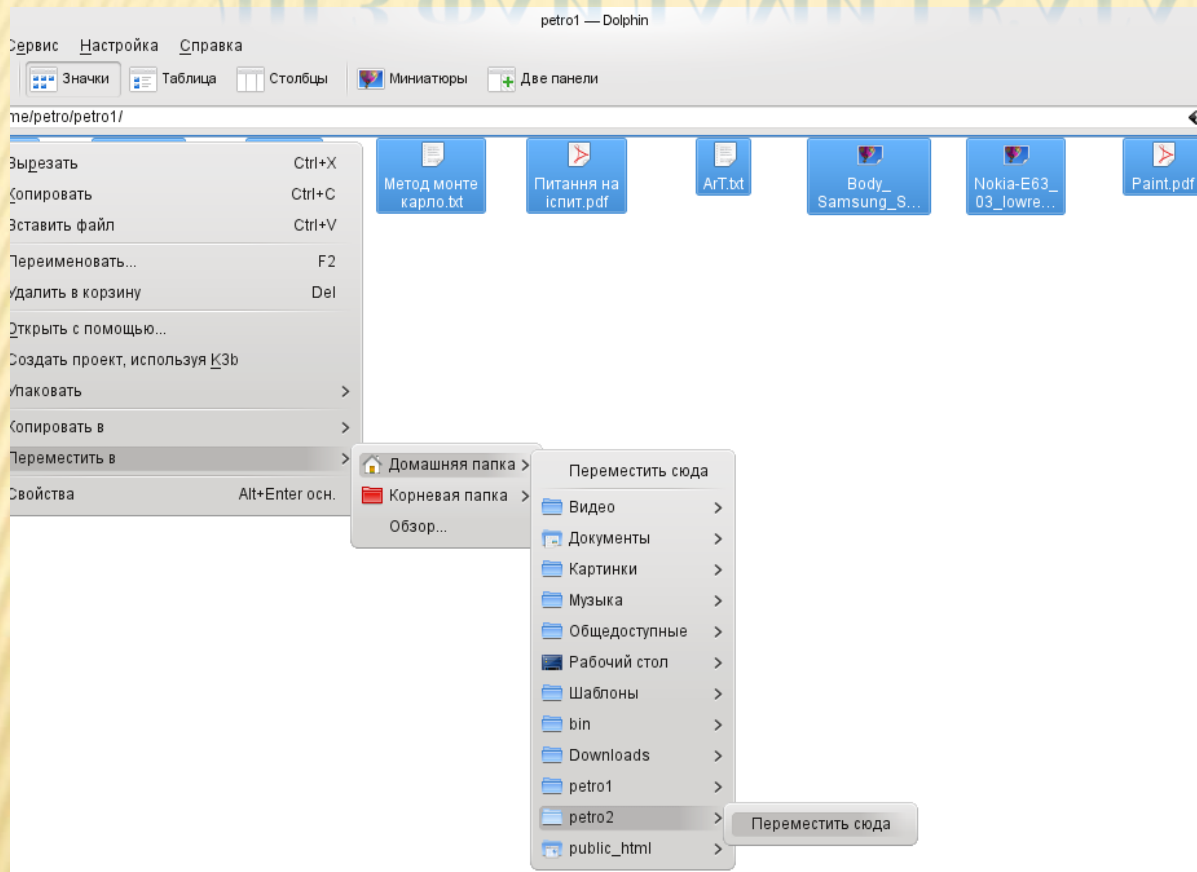 petro1 — Dolphin
Сервис Настройка Справка
Значки Таблица Столбцы Миниатюры Две панели
me/petro/petro1/
Вырезать Ctrl+X
Копировать Ctrl+C
Вставить файл Ctrl+V
Переименовать... F2
Удалить в корзину Del
Открыть с помощью...
Создать проект, используя K3b
Упаковать
Копировать в
Переместить в
Свойства Alt+Enter осн.
Метод монте
карло.txt
Питання на
іспит.pdf
ArT.txt
Body_
Samsung_S...
Nokia-E63_
03_lowre...
Paint.pdf
Домашняя папка
Корневая папка
Обзор...
Переместить сюда
Видео
Документы
Картинки
Музыка
Общедоступные
Рабочий стол
Шаблоны
bin
Downloads
petro1
petro2
public_html
Переместить сюда